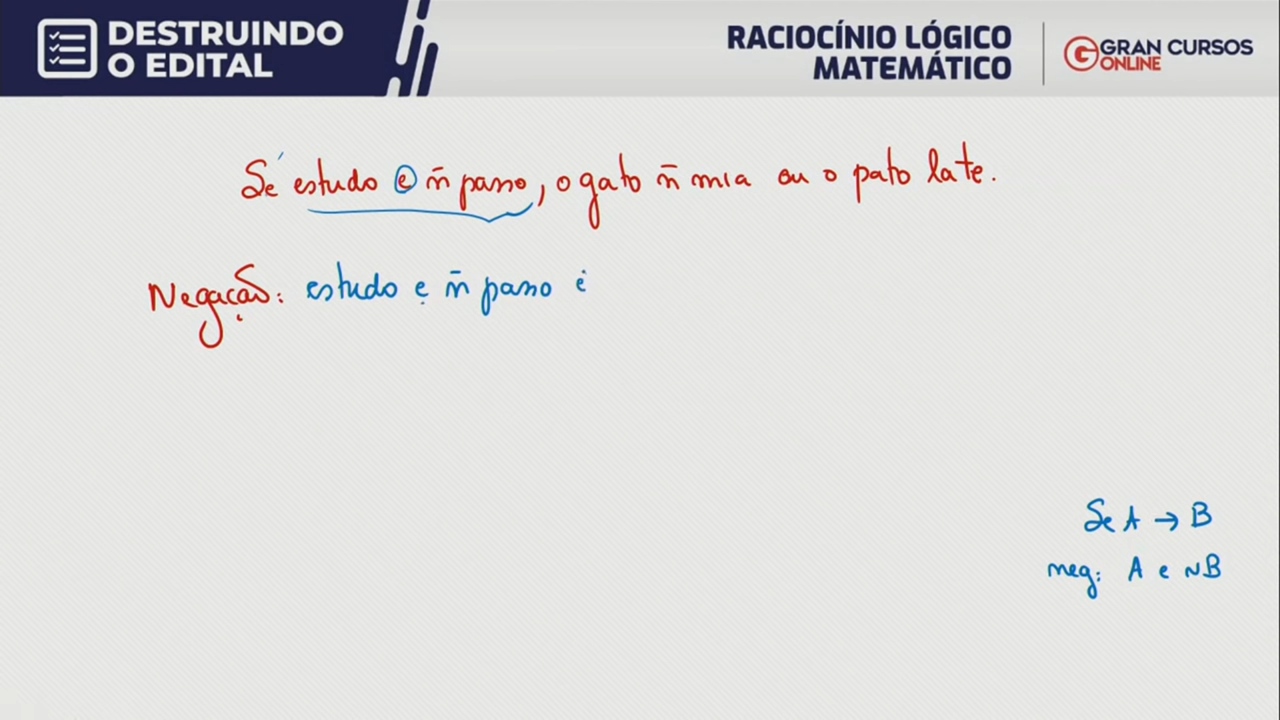 DESTRUINDO
O EDITAL
RACIOCÍNIO LÓGICO
MATEMÁTICO
GRAN CURSOS
ONLINE
Se estudo e ñ passo, o gato ñ mia ou o pato late.
Negação: estudo e ñ passo e
Se A → B
neg: A e ~B